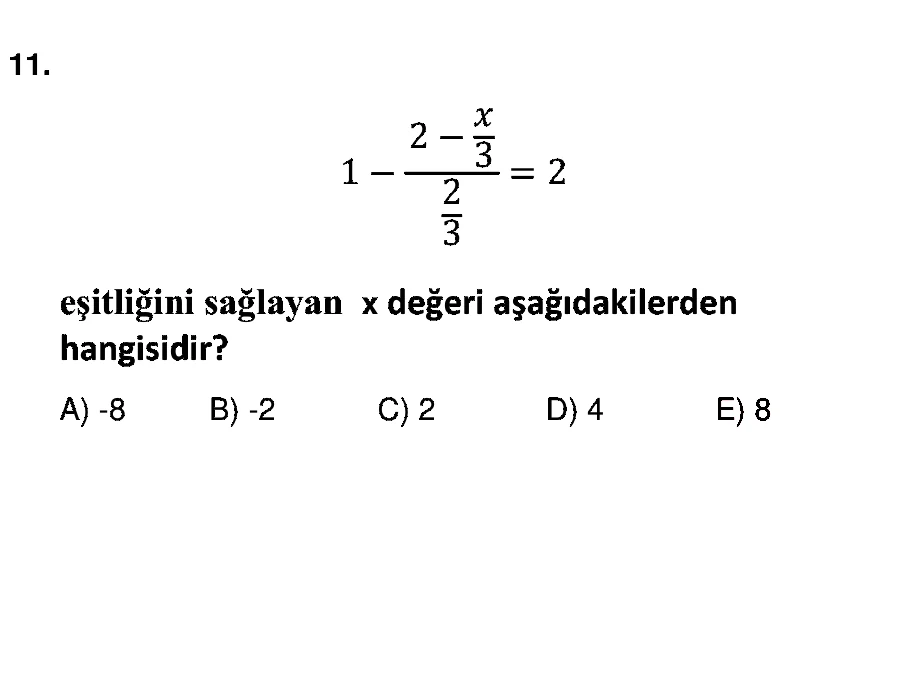 11.
1 − (2 − x/3)/(2/3) = 2
eşitliğini sağlayan x değeri aşağıdakilerden
hangisidir?
A) -8 B) -2 C) 2 D) 4 E) 8